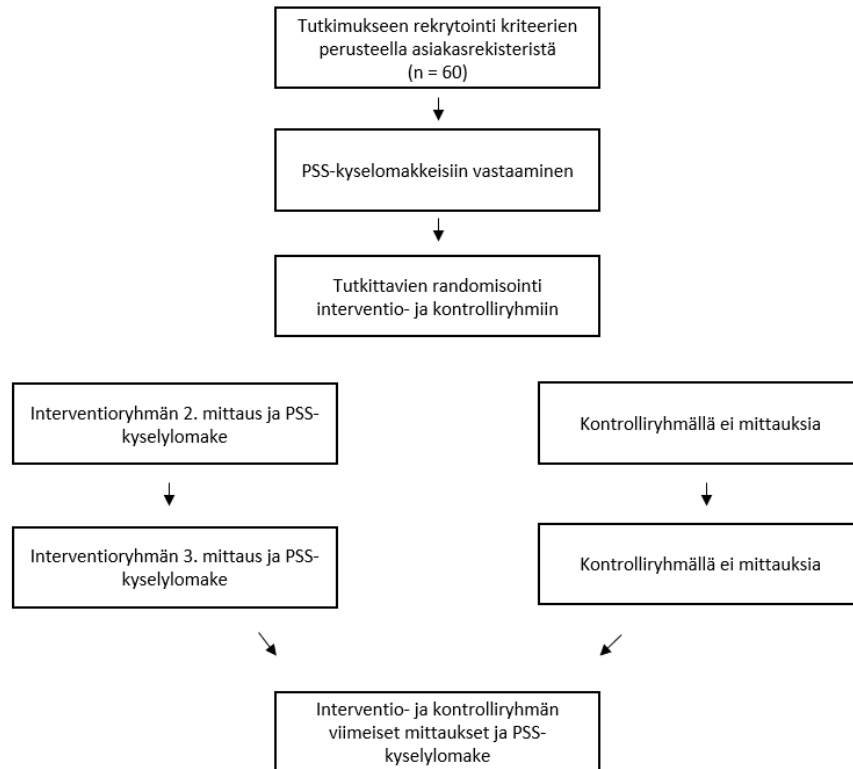 Tutkimukseen rekrytointi kriteerien
perusteella asiakasrekisteristä
(n = 60)
PSS-kyselomakkeisiin vastaaminen
Tutkittavien randomisointi
interventio- ja kontrolliryhmiin
Interventioryhmän 2. mittaus ja PSS-
kyselylomake
Kontrolliryhmällä ei mittauksia
Interventioryhmän 3. mittaus ja PSS-
kyselylomake
Kontrolliryhmällä ei mittauksia
Interventio- ja kontrolliryhmän
viimeiset mittaukset ja PSS-
kyselylomake